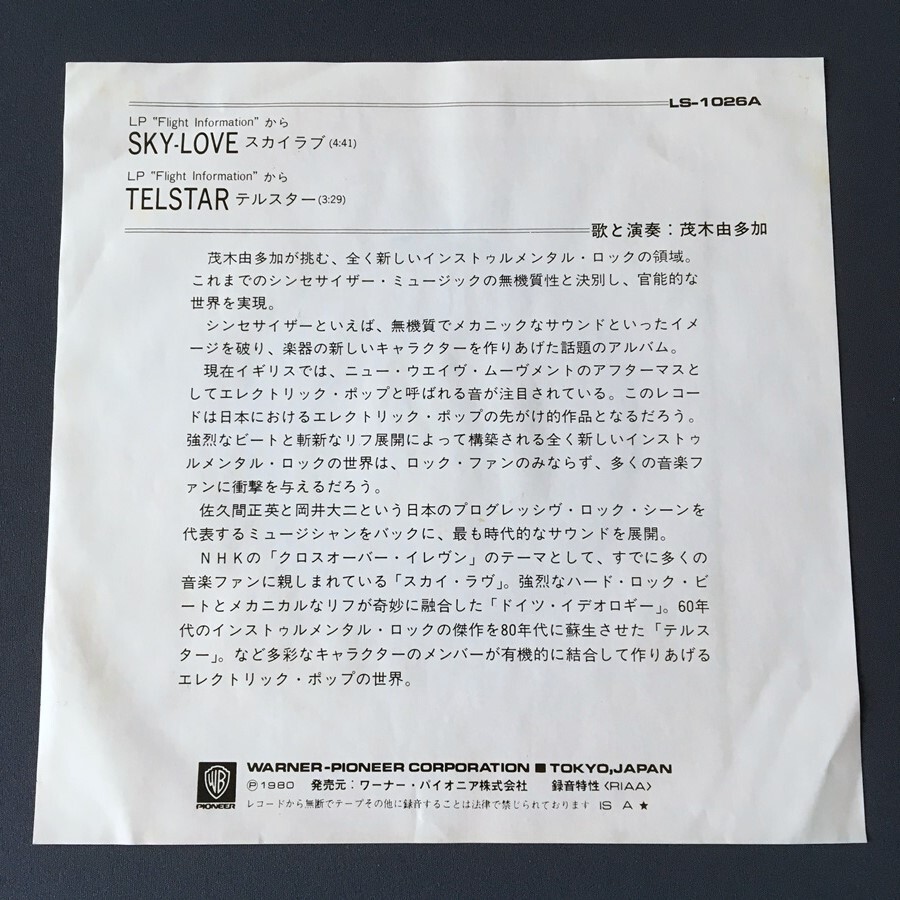 LS-1026A
LP "Flight Information" から
SKY-LOVE スカイラブ (4:41)
LP "Flight Information" から
TELSTAR テルスター (3:29)
歌と演奏：茂木由多加
茂木由多加が挑む、全く新しいインストゥルメンタル・ロックの領域。
これまでのシンセサイザー・ミュージックの無機質性と決別し、官能的な
世界を実現。
シンセサイザーといえば、無機質でメカニックなサウンドといったイメ
ージを破り、楽器の新しいキャラクターを作りあげた話題のアルバム。
現在イギリスでは、ニュー・ウエイヴ・ムーヴメントのアフターマスと
してエレクトリック・ポップと呼ばれる音が注目されている。このレコー
ドは日本におけるエレクトリック・ポップの先がけ的作品となるだろう。
強烈なビートと斬新なリフ展開によって構築される全く新しいインストゥ
ルメンタル・ロックの世界は、ロック・ファンのみならず、多くの音楽フ
ァンに衝撃を与えるだろう。
佐久間正英と岡井大二という日本のプログレッシヴ・ロック・シーンを
代表するミュージシャンをバックに、最も時代的なサウンドを展開。
NHKの「クロスオーバー・イレヴン」のテーマとして、すでに多くの
音楽ファンに親しまれている「スカイ・ラヴ」。強烈なハード・ロック・ビ
ートとメカニカルなリフが奇妙に融合した「ドイツ・イデオロギー」。60年
代のインストゥルメンタル・ロックの傑作を80年代に蘇生させた「テルス
ター」。など多彩なキャラクターのメンバーが有機的に結合して作りあげる
エレクトリック・ポップの世界。
WB
PIONEER
WARNER-PIONEER CORPORATION ■ TOKYO,JAPAN
Ⓟ1980 発売元：ワーナー・パイオニア株式会社 録音特性〈RIAA〉
レコードから無断でテープその他に録音することは法律で禁じられております IS A ★